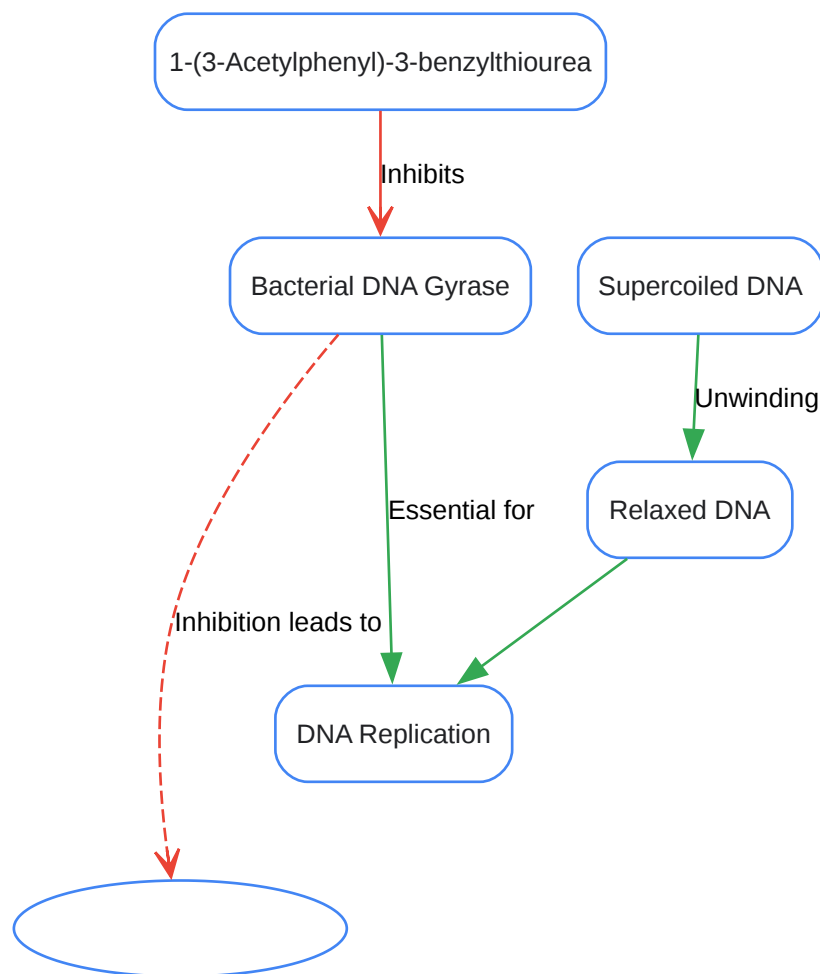 1-(3-Acetylphenyl)-3-benzylthiourea
Inhibits
Bacterial DNA Gyrase
Supercoiled DNA
Unwinding
Essential for
Relaxed DNA
Inhibition leads to
DNA Replication